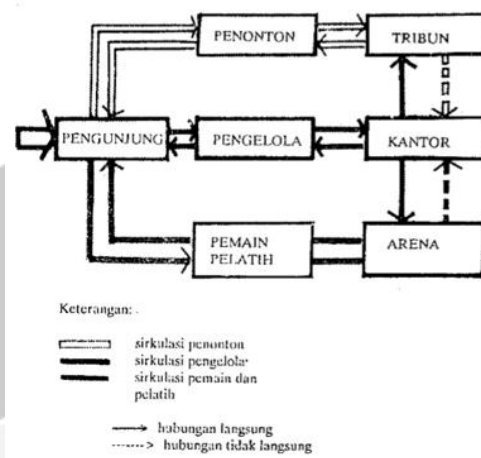 PENONTON
TRIBUN
PENGUNJUNG
PENGELOLA
KANTOR
PEMAIN
PELATIH
ARENA
Keterangan:
sirkulasi penonton
sirkulasi pengelola
sirkulasi pemain dan
pelatih
hubungan langsung
hubungan tidak langsung